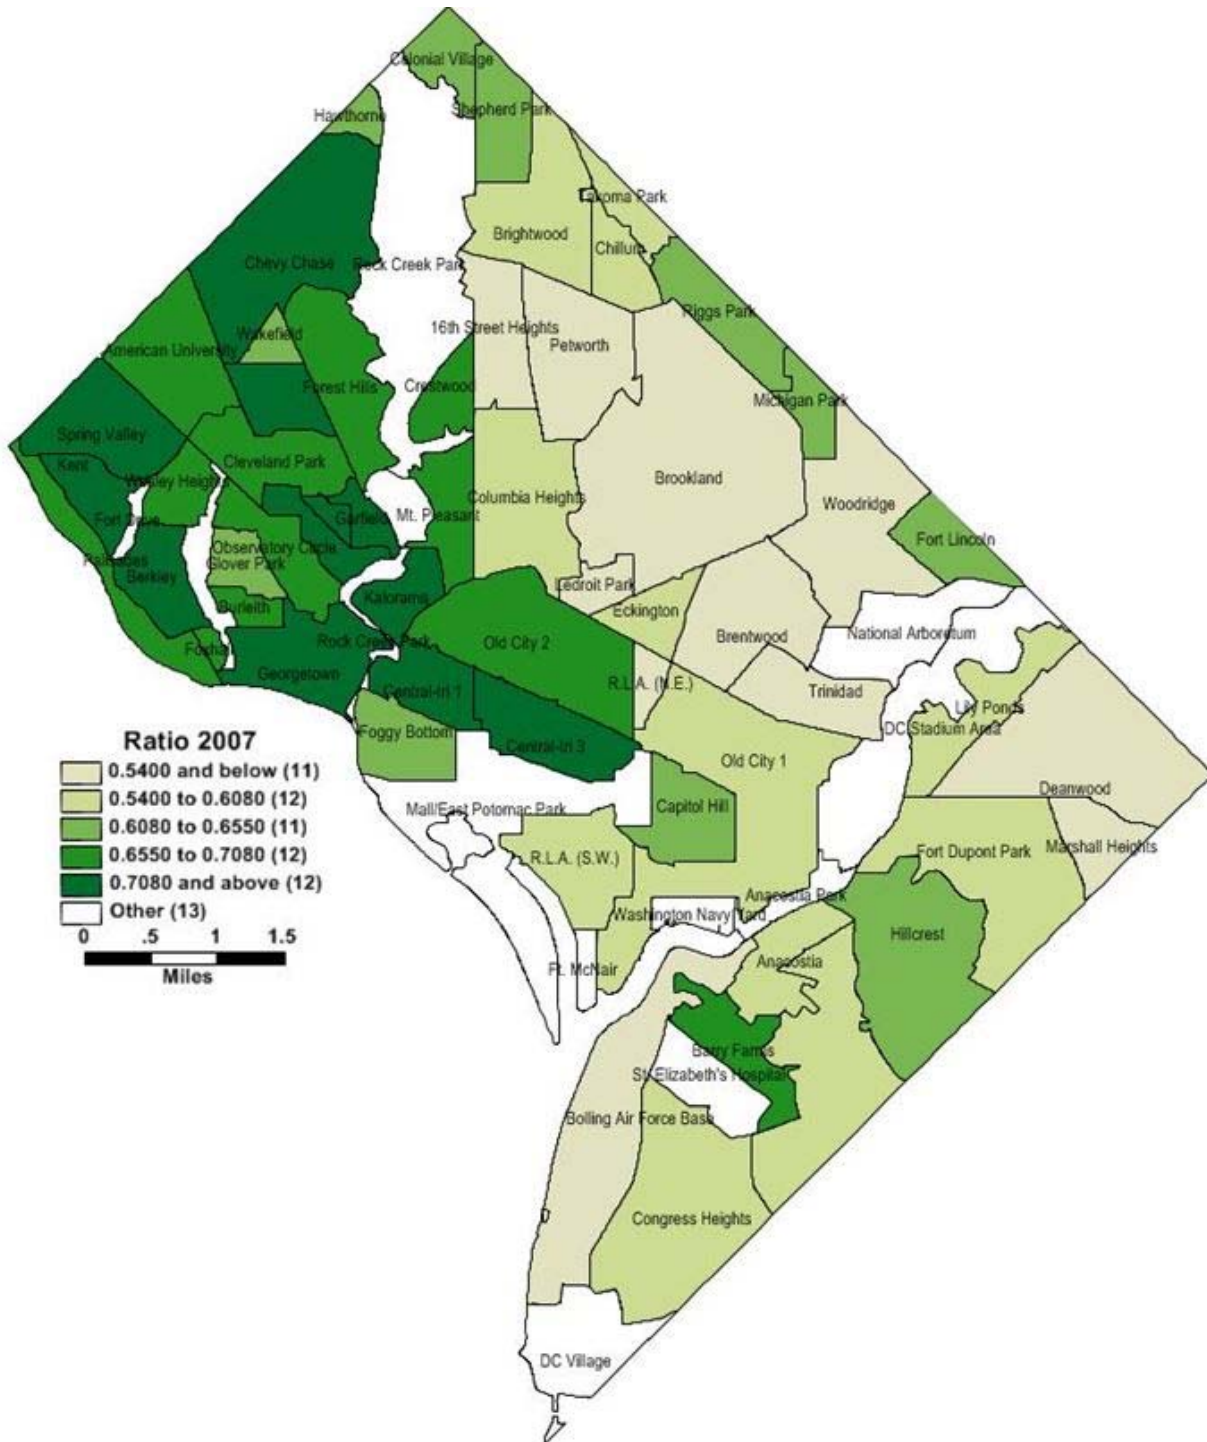 Colonial Village
Shepherd Park
Hawthorne
Takoma Park
Brightwood
Chillum
Chevy Chase
Rock Creek Park
Riggs Park
16th Street Heights
Wakefield
Petworth
American University
Forest Hills
Crestwood
Michigan Park
Spring Valley
Kent
Cleveland Park
Wesley Heights
Brookland
Columbia Heights
Woodridge
Garfield
Mt. Pleasant
Fort Drive
Fort Lincoln
Observatory Circle
Glover Park
Palisades
Berkley
Ledroit Park
Kalorama
Burleith
Eckington
Brentwood
National Arboretum
Rock Creek Park
Old City 2
Foxhall
Georgetown
R.L.A. (N.E.)
Trinidad
Central-tri 1
Lily Ponds
Foggy Bottom
DC Stadium Area
Ratio 2007
Central-tri 3
Old City 1
0.5400 and below (11)
0.5400 to 0.6080 (12)
0.6080 to 0.6550 (11)
0.6550 to 0.7080 (12)
0.7080 and above (12)
Other (13)
0 .5 1 1.5
Miles
Deanwood
Mall/East Potomac Park
Capitol Hill
Marshall Heights
Fort Dupont Park
R.L.A. (S.W.)
Anacostia Park
Washington Navy Yard
Hillcrest
Ft. McNair
Anacostia
Barry Farms
St. Elizabeth's Hospital
Bolling Air Force Base
Congress Heights
DC Village